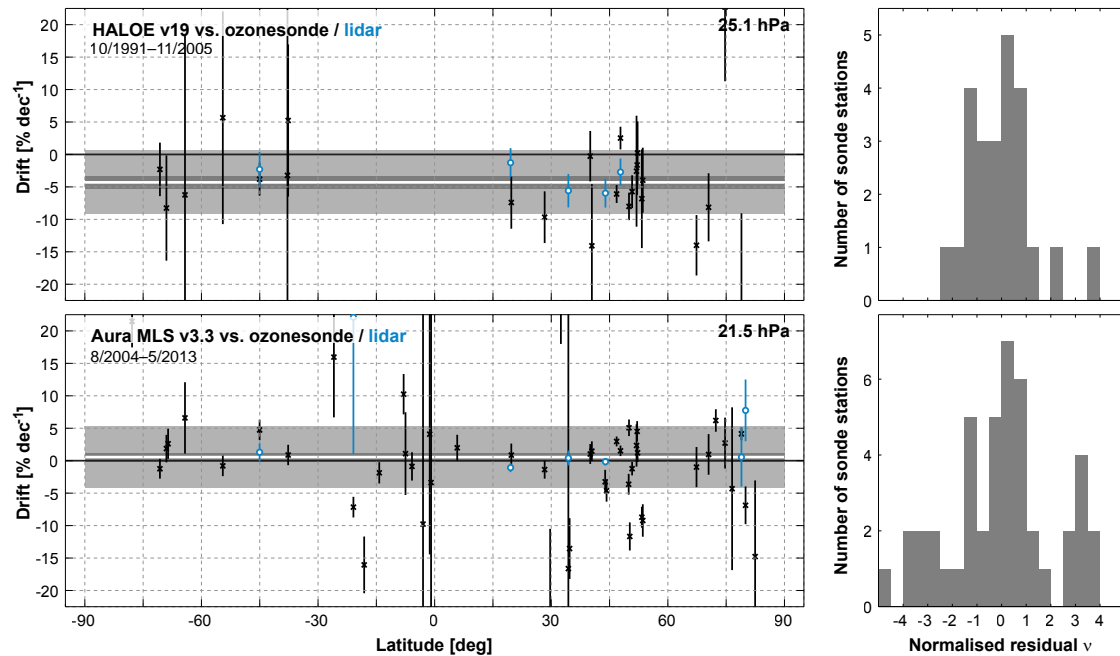 HALOE v19 vs. ozonesonde / lidar
10/1991–11/2005
25.1 hPa
Drift [% dec⁻¹]
20
15
10
5
0
-5
-10
-15
-20
Number of sonde stations
5
4
3
2
1
0
Aura MLS v3.3 vs. ozonesonde / lidar
8/2004–5/2013
21.5 hPa
Drift [% dec⁻¹]
20
15
10
5
0
-5
-10
-15
-20
-90 -60 -30 0 30 60 90
Latitude [deg]
Number of sonde stations
6
4
2
0
-4 -3 -2 -1 0 1 2 3 4
Normalised residual ν